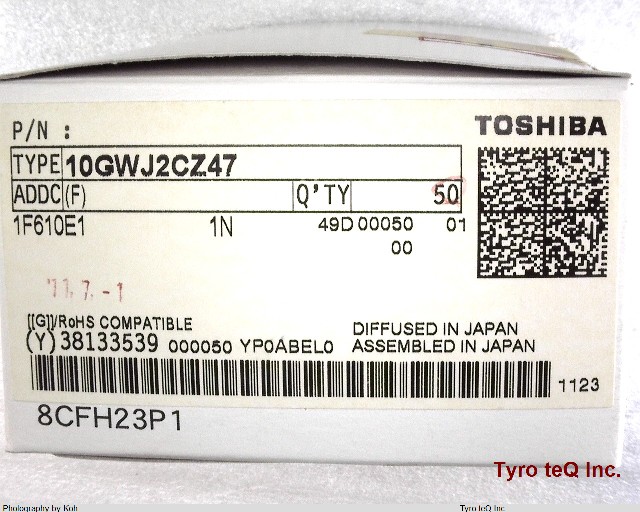 P/N :
TOSHIBA
TYPE 10GWJ2CZ47
ADDC (F) Q'TY 50
1F610E1 1N 49D 00050 01
00
'11. 7. -1
[[G]]/RoHS COMPATIBLE
DIFFUSED IN JAPAN
(Y) 38133539 000050 YP0ABEL0
ASSEMBLED IN JAPAN
1123
8CFH23P1
Tyro teQ Inc.
Photography by Koh
Tyro teQ Inc